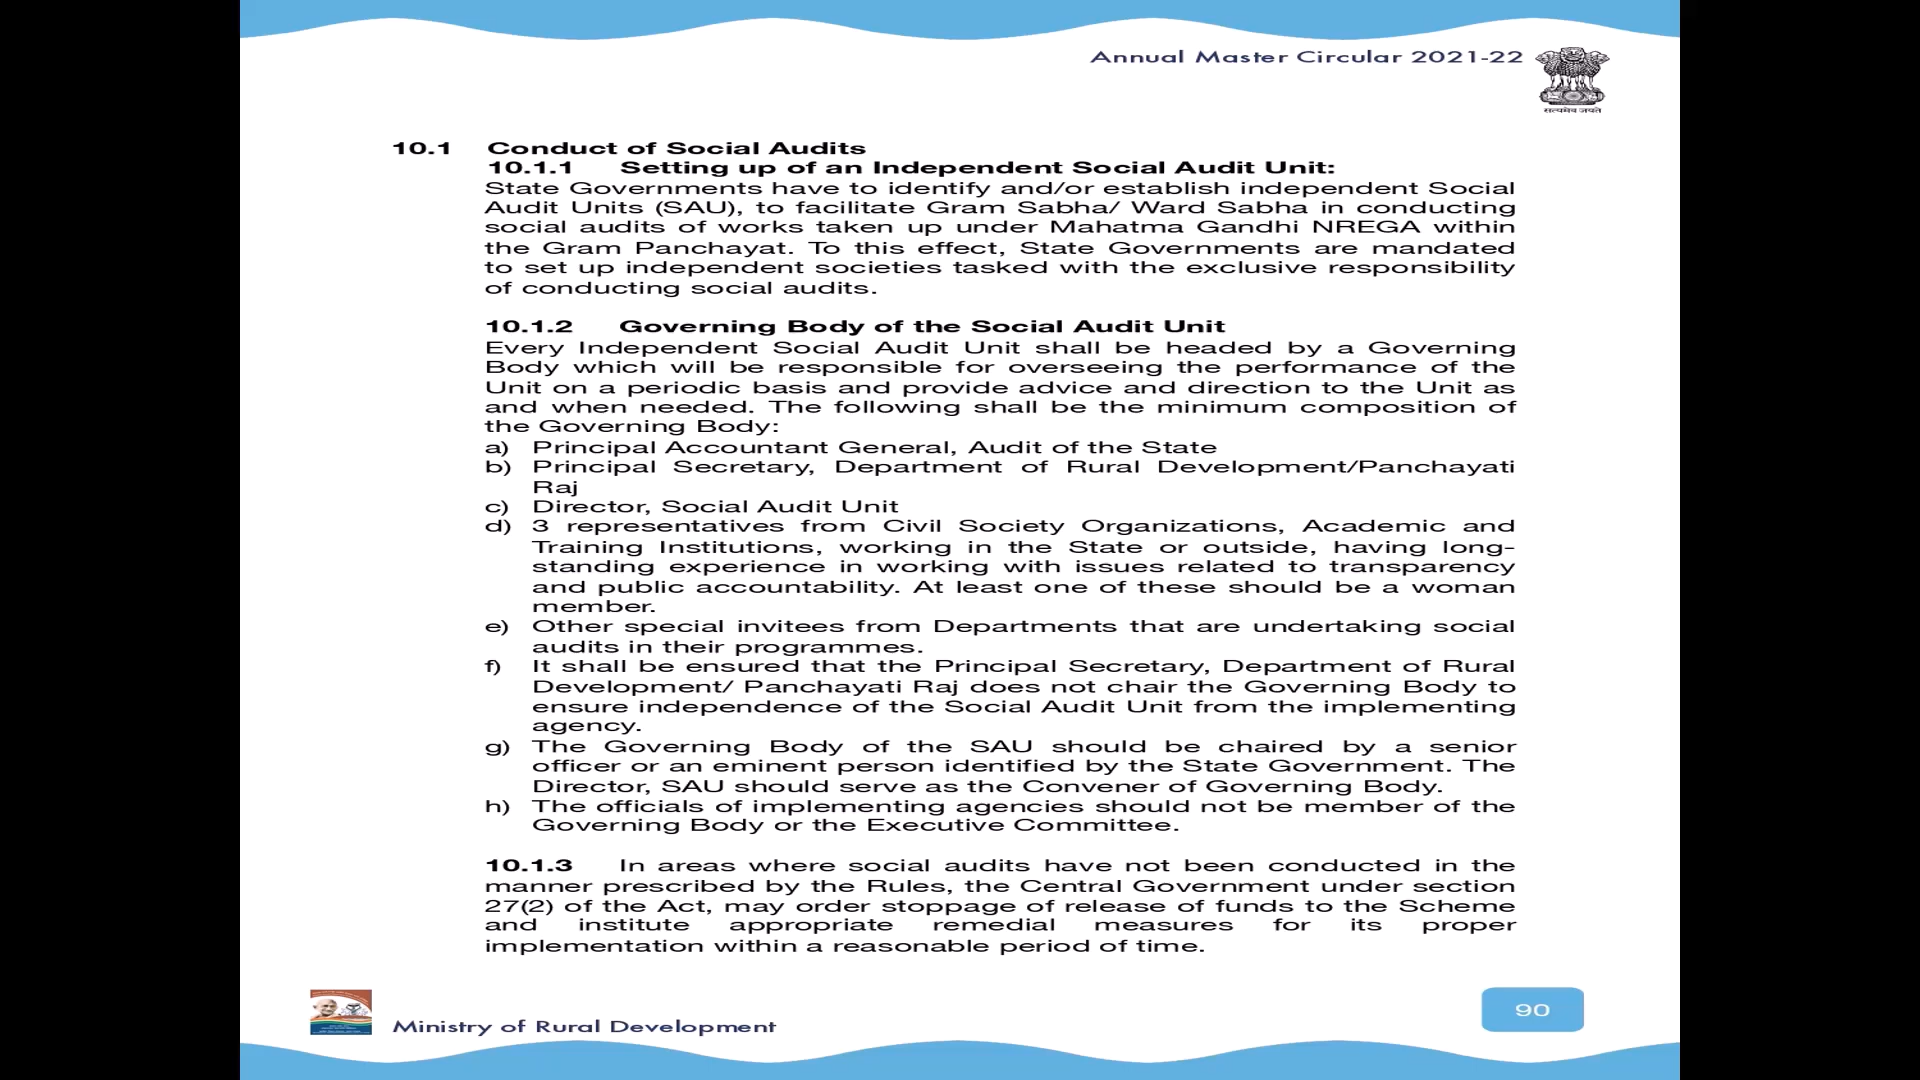 Annual Master Circular 2021-22
सत्यमेव जयते
10.1 Conduct of Social Audits
10.1.1 Setting up of an Independent Social Audit Unit:
State Governments have to identify and/or establish independent Social
Audit Units (SAU), to facilitate Gram Sabha/ Ward Sabha in conducting
social audits of works taken up under Mahatma Gandhi NREGA within
the Gram Panchayat. To this effect, State Governments are mandated
to set up independent societies tasked with the exclusive responsibility
of conducting social audits.
10.1.2 Governing Body of the Social Audit Unit
Every Independent Social Audit Unit shall be headed by a Governing
Body which will be responsible for overseeing the performance of the
Unit on a periodic basis and provide advice and direction to the Unit as
and when needed. The following shall be the minimum composition of
the Governing Body:
a) Principal Accountant General, Audit of the State
b) Principal Secretary, Department of Rural Development/Panchayati
Raj
c) Director, Social Audit Unit
d) 3 representatives from Civil Society Organizations, Academic and
Training Institutions, working in the State or outside, having long-
standing experience in working with issues related to transparency
and public accountability. At least one of these should be a woman
member.
e) Other special invitees from Departments that are undertaking social
audits in their programmes.
f) It shall be ensured that the Principal Secretary, Department of Rural
Development/ Panchayati Raj does not chair the Governing Body to
ensure independence of the Social Audit Unit from the implementing
agency.
g) The Governing Body of the SAU should be chaired by a senior
officer or an eminent person identified by the State Government. The
Director, SAU should serve as the Convener of Governing Body.
h) The officials of implementing agencies should not be member of the
Governing Body or the Executive Committee.
10.1.3 In areas where social audits have not been conducted in the
manner prescribed by the Rules, the Central Government under section
27(2) of the Act, may order stoppage of release of funds to the Scheme
and institute appropriate remedial measures for its proper
implementation within a reasonable period of time.
Ministry of Rural Development
90